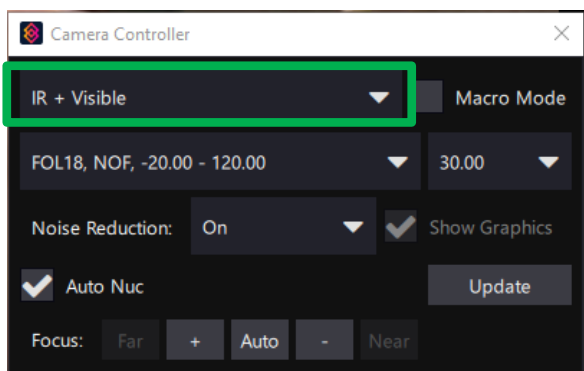 Camera Controller
IR + Visible
Macro Mode
FOL18, NOF, -20.00 - 120.00
30.00
Noise Reduction: On
Show Graphics
Auto Nuc
Update
Focus: Far + Auto - Near